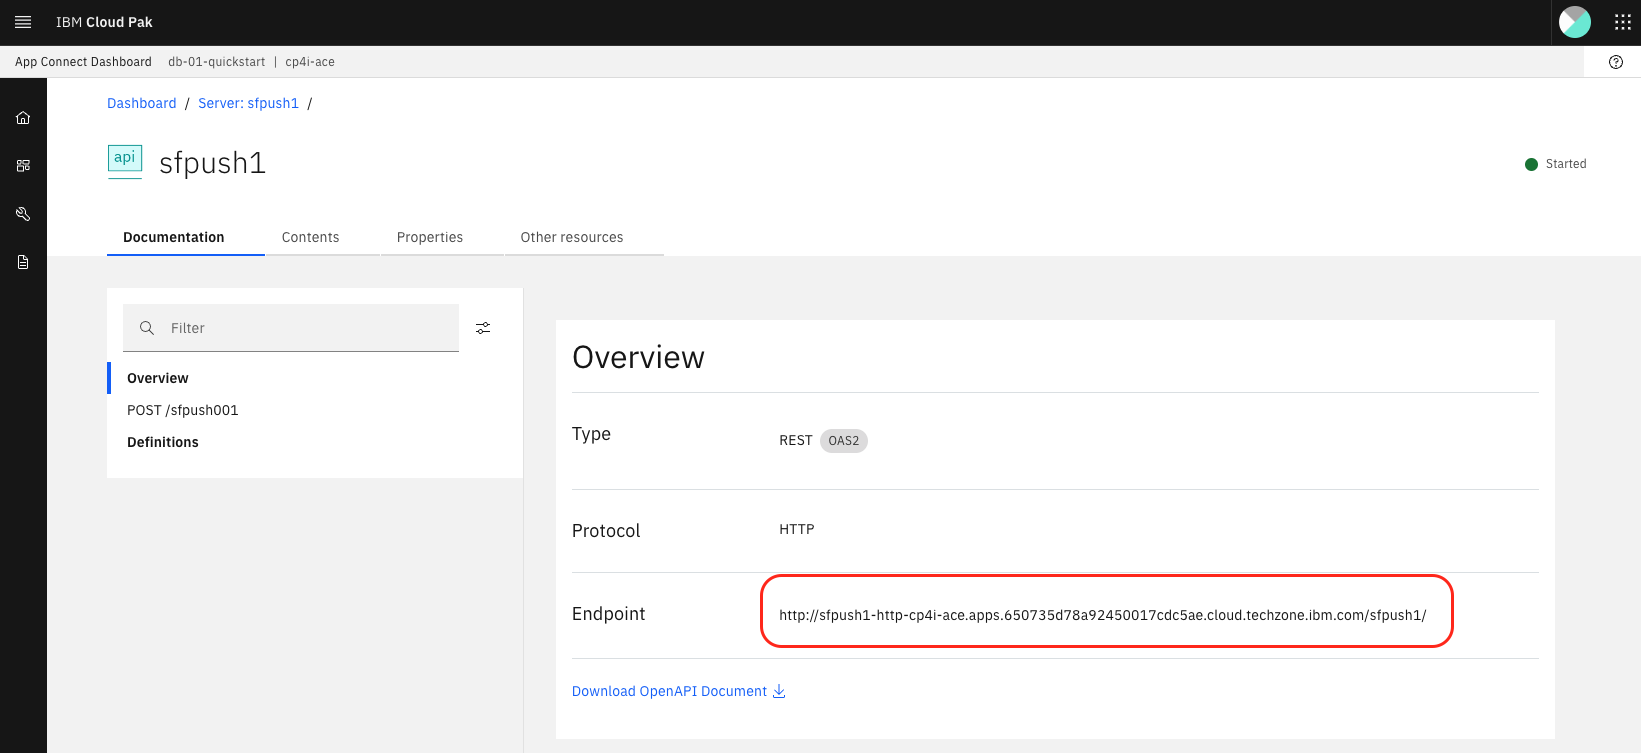 IBM Cloud Pak
App Connect Dashboard db-01-quickstart | cp4i-ace
Dashboard / Server: sfpush1 /
api sfpush1
Started
Documentation Contents Properties Other resources
Filter
Overview
POST /sfpush001
Definitions
Overview
Type REST OAS2
Protocol HTTP
Endpoint http://sfpush1-http-cp4i-ace.apps.650735d78a92450017cdc5ae.cloud.techzone.ibm.com/sfpush1/
Download OpenAPI Document